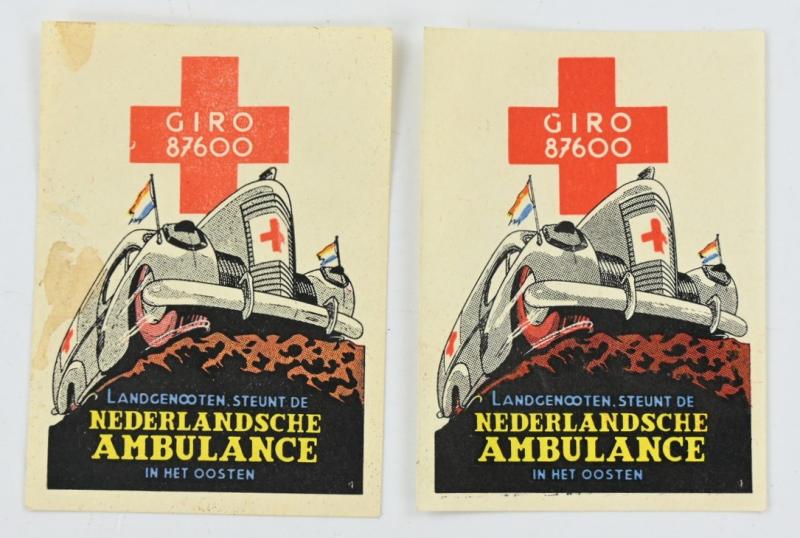 GIRO
87600
LANDGENOOTEN. STEUNT DE
NEDERLANDSCHE
AMBULANCE
IN HET OOSTEN
GIRO
87600
LANDGENOOTEN. STEUNT DE
NEDERLANDSCHE
AMBULANCE
IN HET OOSTEN